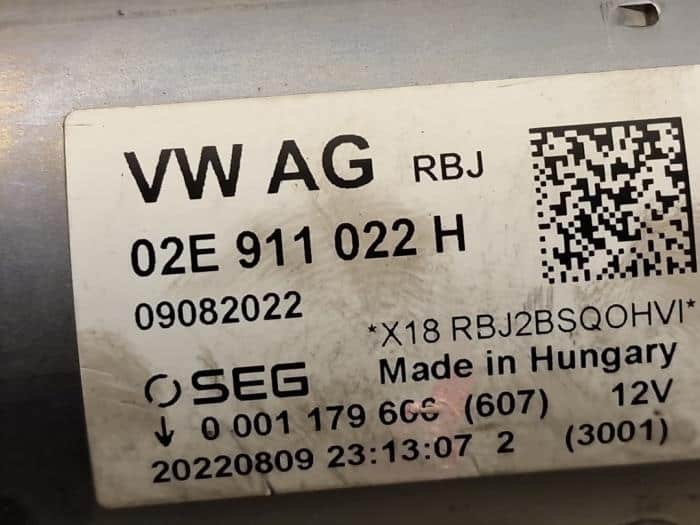 VW AG RBJ
02E 911 022 H
09082022
*X18 RBJ2BSQOHVI*
SEG Made in Hungary
0 001 179 (607) 12V
20220809 23:13:07 2 (3001)